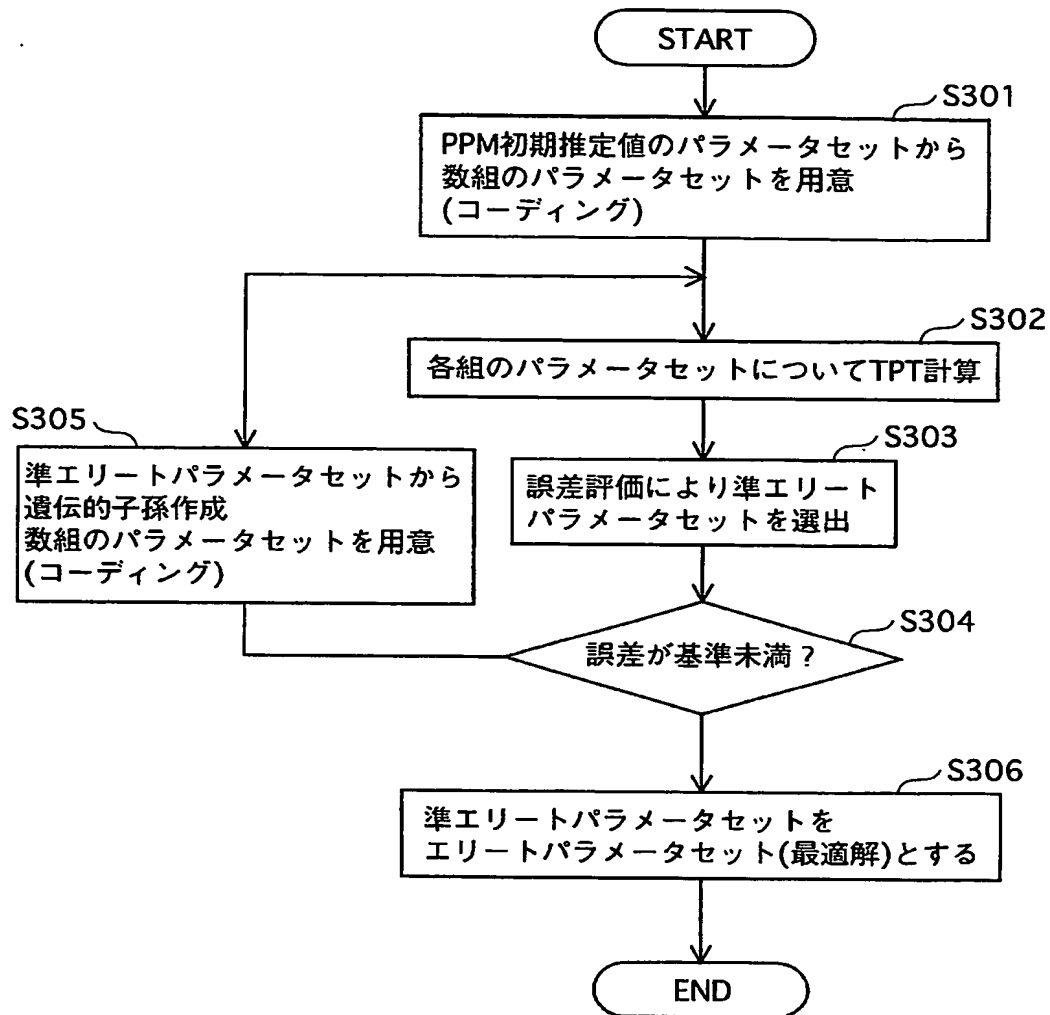 START
S301
PPM初期推定値のパラメータセットから
数組のパラメータセットを用意
(コーディング)
S302
各組のパラメータセットについてTPT計算
S303
誤差評価により準エリート
パラメータセットを選出
S305
準エリートパラメータセットから
遺伝的子孫作成
数組のパラメータセットを用意
(コーディング)
S304
誤差が基準未満?
S306
準エリートパラメータセットを
エリートパラメータセット(最適解)とする
END